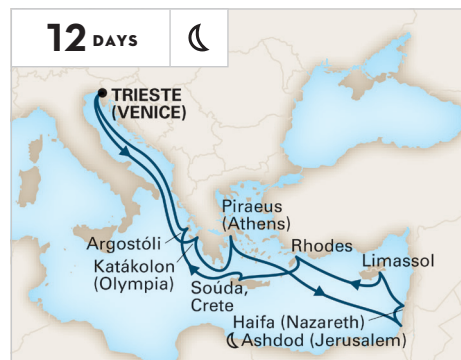 12 DAYS
TRIESTE
(VENICE)
Piraeus
(Athens)
Argostóli
Rhodes
Katákolon
(Olympia)
Limassol
Soúda,
Crete
Haifa (Nazareth)
Ashdod (Jerusalem)